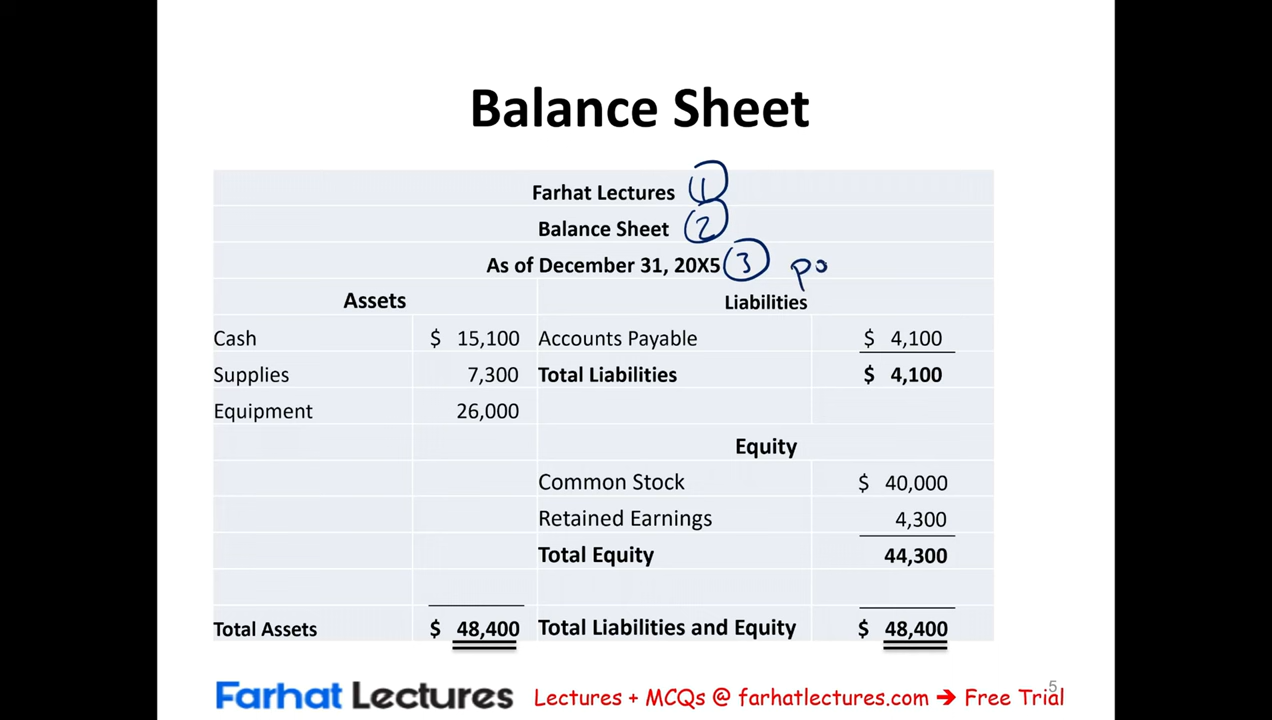 Balance Sheet
Farhat Lectures 1
Balance Sheet 2
As of December 31, 20X5 3 po
Assets Liabilities
Cash $ 15,100 Accounts Payable $ 4,100
Supplies 7,300 Total Liabilities $ 4,100
Equipment 26,000
Equity
Common Stock $ 40,000
Retained Earnings 4,300
Total Equity 44,300
Total Assets $ 48,400 Total Liabilities and Equity $ 48,400
Farhat Lectures Lectures + MCQs @ farhatlectures.com ➔ Free Trial
5